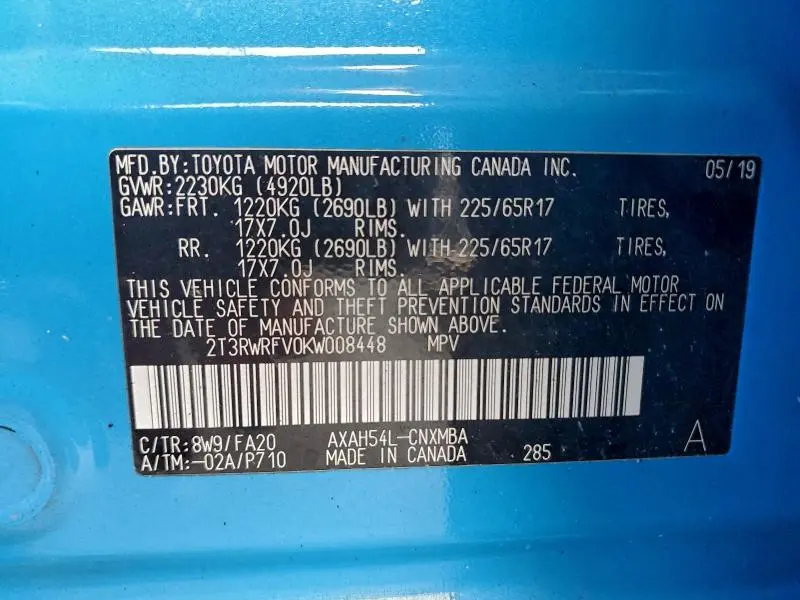 MFD.BY:TOYOTA MOTOR MANUFACTURING CANADA INC. 05/19
GVWR:2230KG (4920LB)
GAWR:FRT. 1220KG (2690LB) WITH 225/65R17 TIRES,
17X7.0J RIMS.
RR. 1220KG (2690LB) WITH 225/65R17 TIRES,
17X7.0J RIMS.
THIS VEHICLE CONFORMS TO ALL APPLICABLE FEDERAL MOTOR
VEHICLE SAFETY AND THEFT PREVENTION STANDARDS IN EFFECT ON
THE DATE OF MANUFACTURE SHOWN ABOVE.
2T3RWRFV0KW008448 MPV
C/TR:8W9/FA20 AXAH54L-CNXMBA A
A/TM:-02A/P710 MADE IN CANADA 285